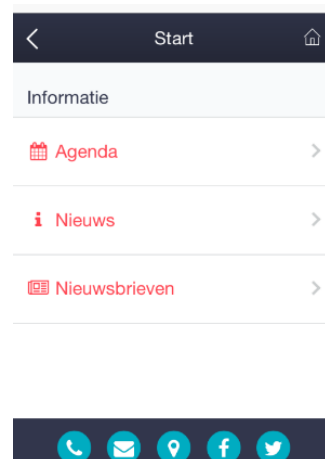 Start
Informatie
Agenda
Nieuws
Nieuwsbrieven